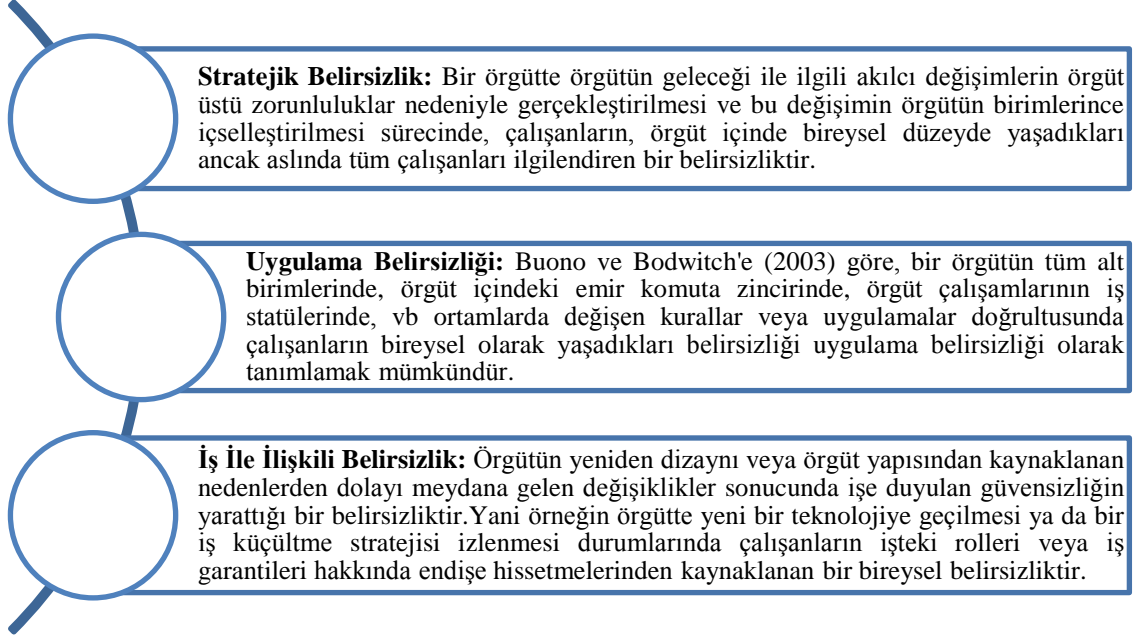 Stratejik Belirsizlik: Bir örgütte örgütün geleceği ile ilgili akılcı değişimlerin örgüt
üstü zorunluluklar nedeniyle gerçekleştirilmesi ve bu değişimin örgütün birimlerince
içselleştirilmesi sürecinde, çalışanların, örgüt içinde bireysel düzeyde yaşadıkları
ancak aslında tüm çalışanları ilgilendiren bir belirsizliktir.
Uygulama Belirsizliği: Buono ve Bodwitch'e (2003) göre, bir örgütün tüm alt
birimlerinde, örgüt içindeki emir komuta zincirinde, örgüt çalışamlarının iş
statülerinde, vb ortamlarda değişen kurallar veya uygulamalar doğrultusunda
çalışanların bireysel olarak yaşadıkları belirsizliği uygulama belirsizliği olarak
tanımlamak mümkündür.
İş İle İlişkili Belirsizlik: Örgütün yeniden dizaynı veya örgüt yapısından kaynaklanan
nedenlerden dolayı meydana gelen değişiklikler sonucunda işe duyulan güvensizliğin
yarattığı bir belirsizliktir.Yani örneğin örgütte yeni bir teknolojiye geçilmesi ya da bir
iş küçültme stratejisi izlenmesi durumlarında çalışanların işteki rolleri veya iş
garantileri hakkında endişe hissetmelerinden kaynaklanan bir bireysel belirsizliktir.